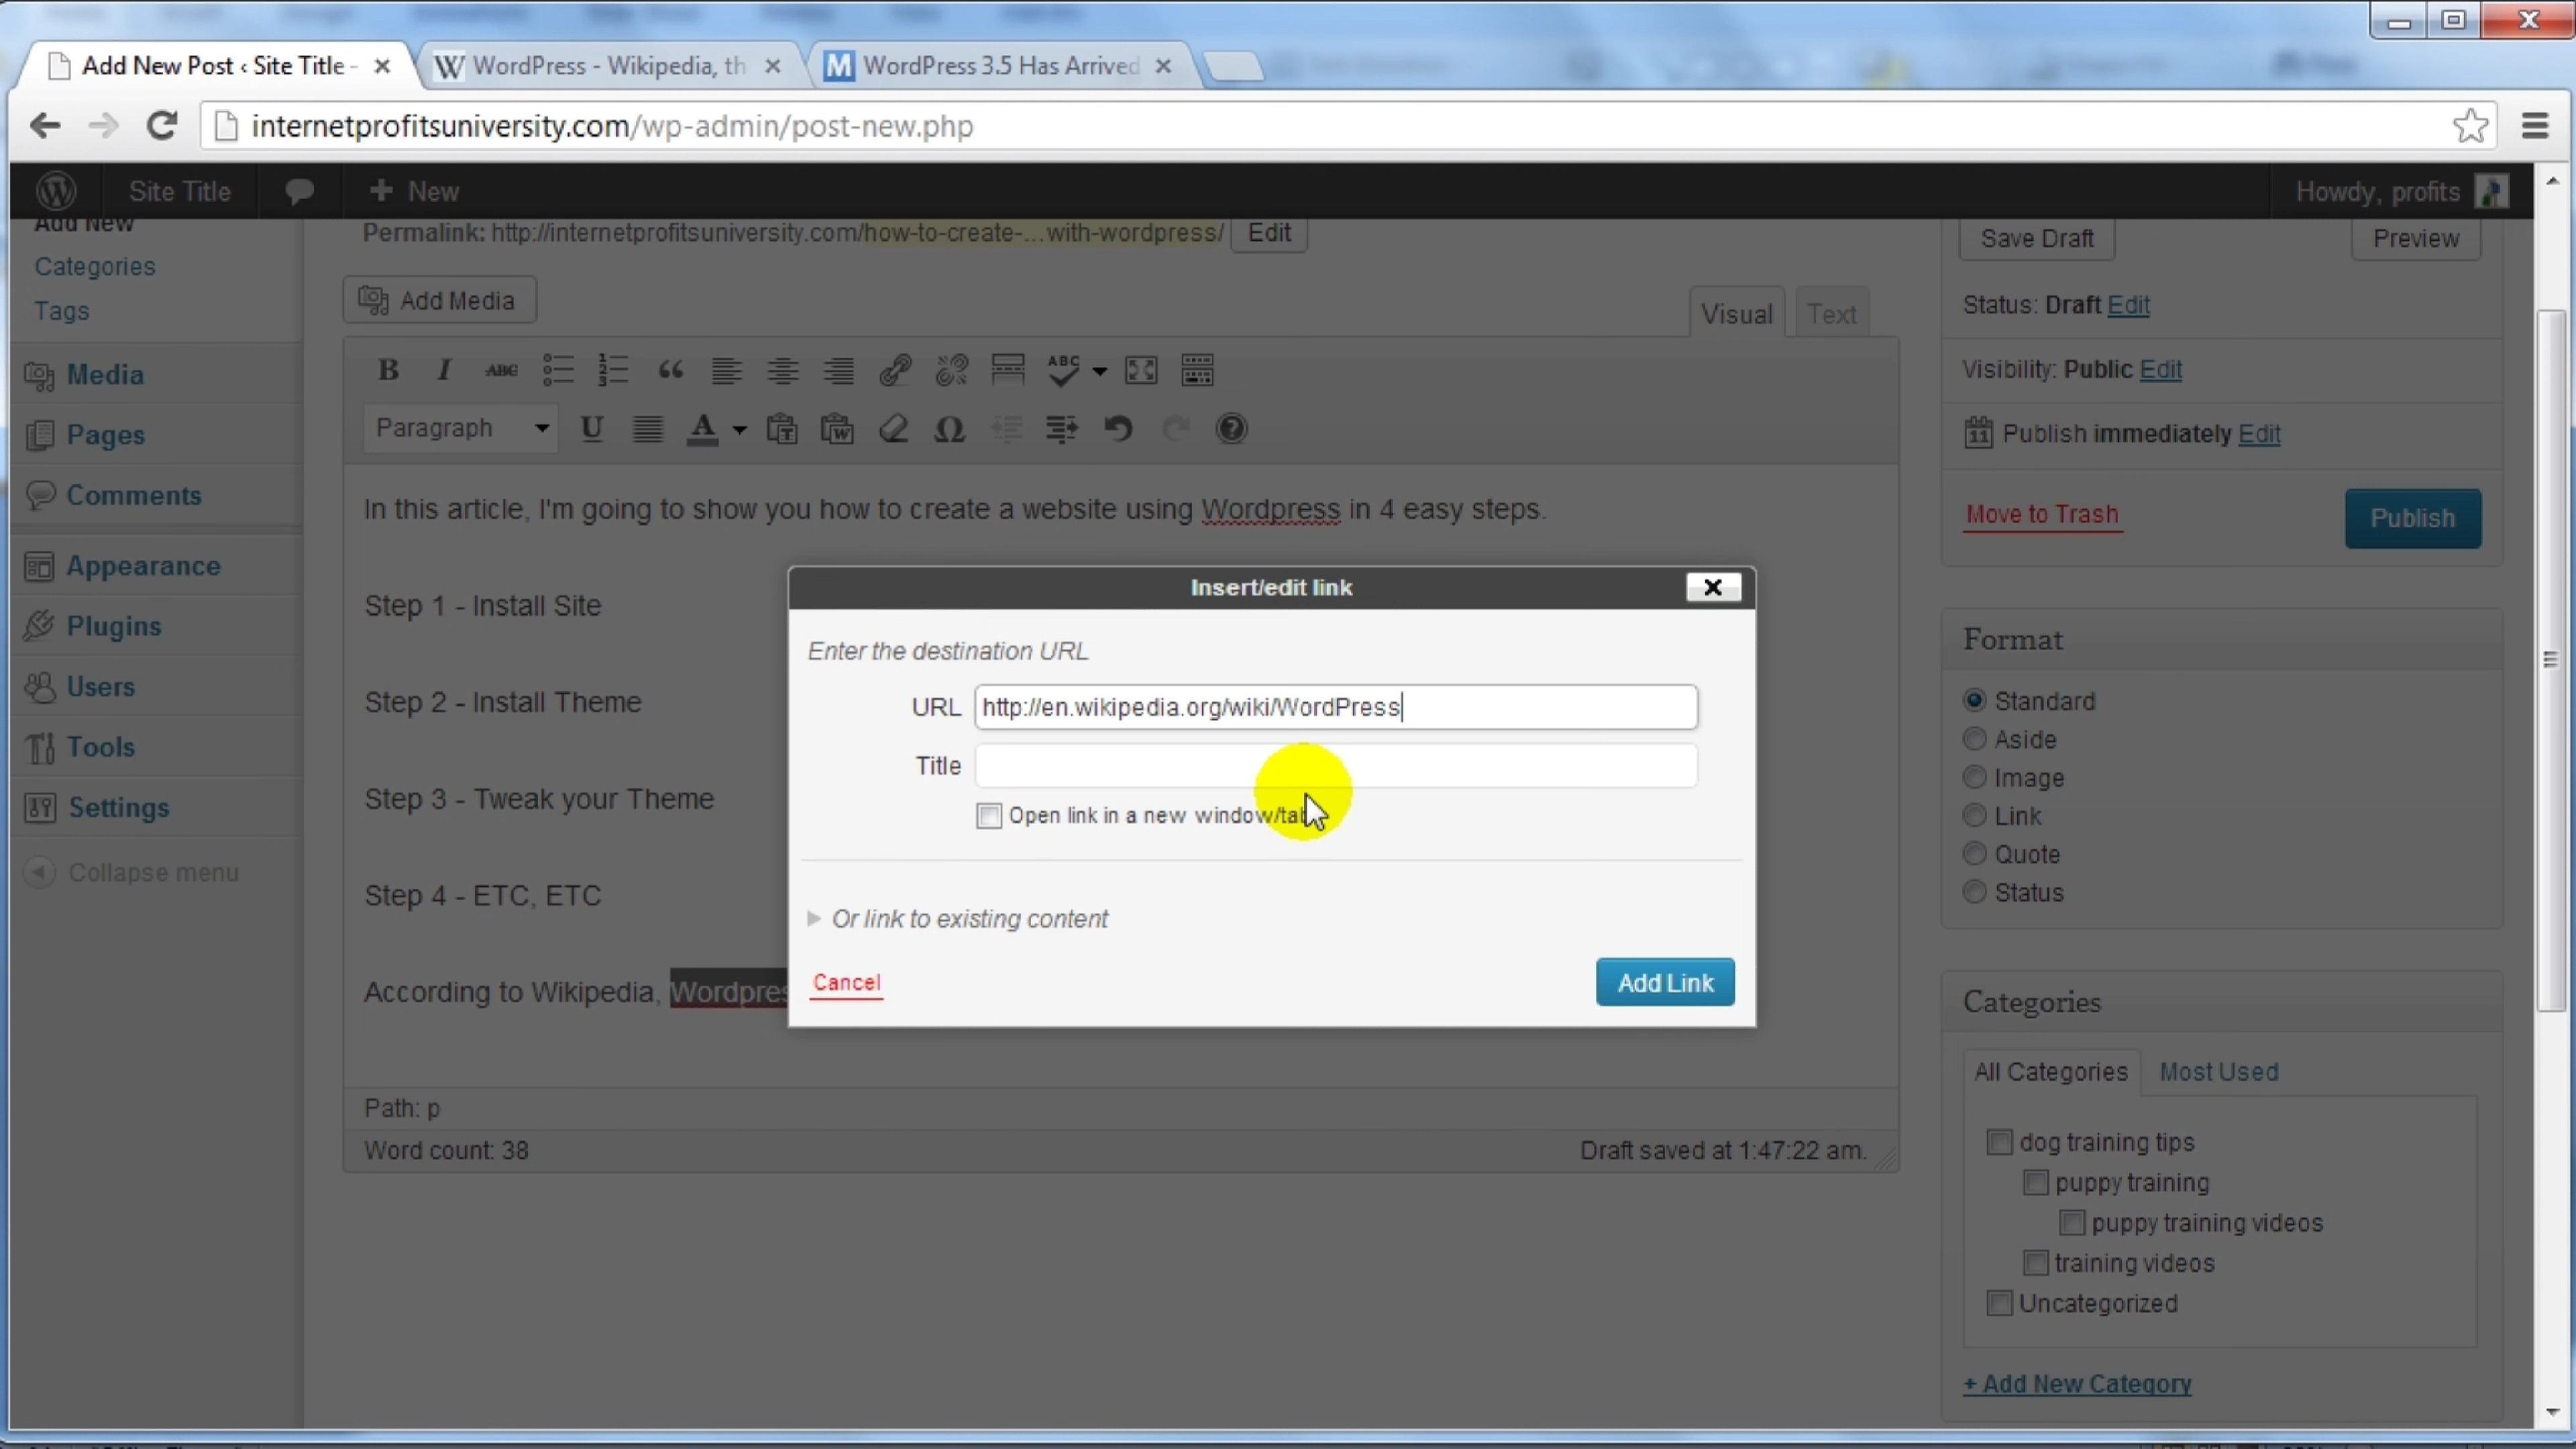 Add New Post ‹ Site Title -
WordPress - Wikipedia, th
WordPress 3.5 Has Arrived
internetprofitsuniversity.com/wp-admin/post-new.php
Site Title
+ New
Howdy, profits
Add New
Categories
Tags
Media
Pages
Comments
Appearance
Plugins
Users
Tools
Settings
Collapse menu
Permalink: http://internetprofitsuniversity.com/how-to-create-...with-wordpress/ Edit
Add Media
Visual Text
B I ABC ABC
Paragraph U A
In this article, I'm going to show you how to create a website using Wordpress in 4 easy steps.
Step 1 - Install Site
Step 2 - Install Theme
Step 3 - Tweak your Theme
Step 4 - ETC, ETC
According to Wikipedia, Wordpres
Path: p
Word count: 38
Draft saved at 1:47:22 am.
Insert/edit link
Enter the destination URL
URL http://en.wikipedia.org/wiki/WordPress
Title
Open link in a new window/tab
Or link to existing content
Cancel
Add Link
Save Draft
Preview
Status: Draft Edit
Visibility: Public Edit
11 Publish immediately Edit
Move to Trash
Publish
Format
Standard
Aside
Image
Link
Quote
Status
Categories
All Categories Most Used
dog training tips
puppy training
puppy training videos
training videos
Uncategorized
+ Add New Category